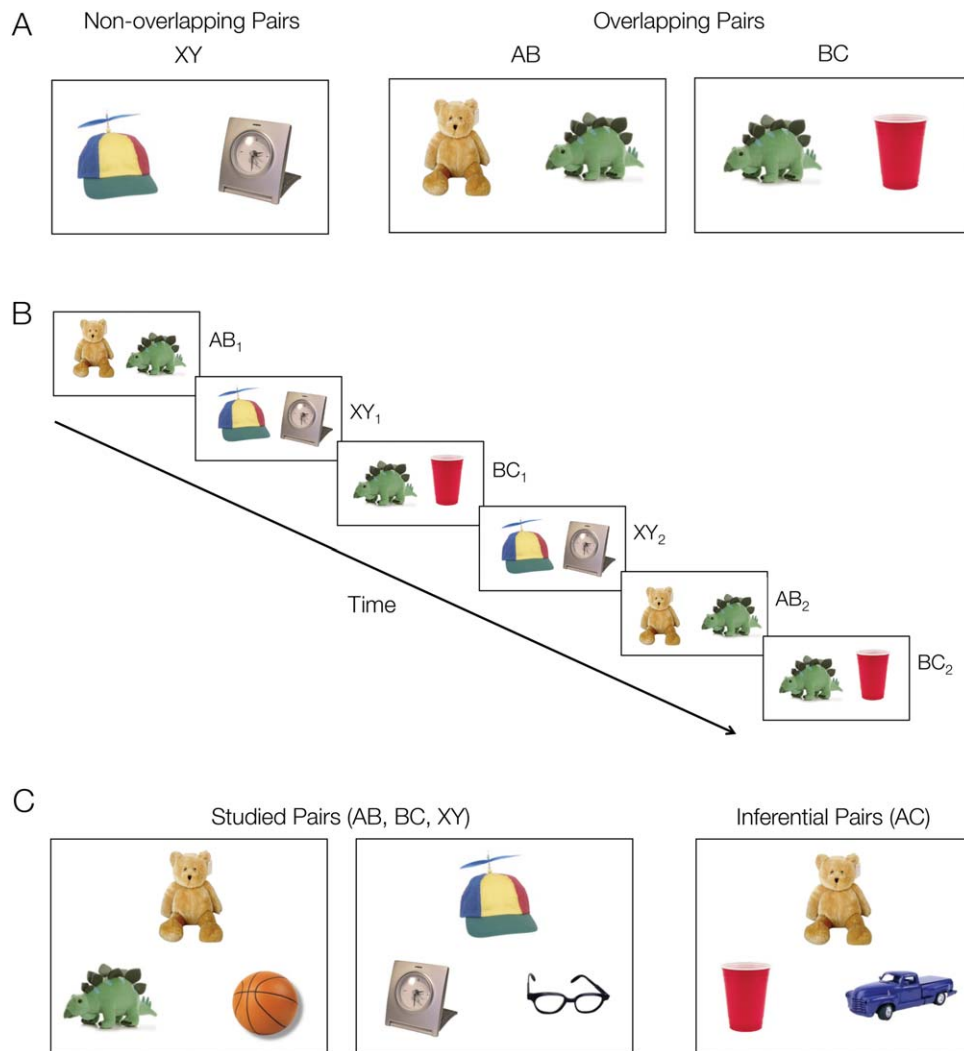 A
Non-overlapping Pairs
XY
Overlapping Pairs
AB
BC
B
AB₁
XY₁
BC₁
XY₂
AB₂
BC₂
Time
C
Studied Pairs (AB, BC, XY)
Inferential Pairs (AC)